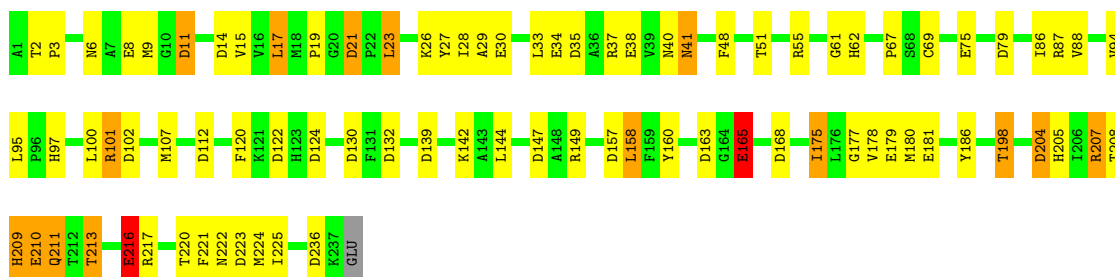 A1 T2 P3 N6 A7 E8 M9 G10 D11 D14 V15 V16 L17 M18 P19 G20 D21 P22 L23 K26 Y27 I28 A29 E30 L33 E34 D35 A36 R37 E38 V39 N40 N41 F48 T51 R55 G61 H62 P67 S68 C69 E75 D79 I86 R87 V88
L95 P96 H97 L100 R101 D102 M107 D112 F120 K121 D122 H123 D124 D130 F131 D132 D139 K142 A143 L144 D147 A148 R149 D157 L158 F159 Y160 D163 G164 E165 D168 I175 L176 G177 V178 E179 M180 E181 Y186 T198 D204 H205 I206 R207
H209 E210 Q211 T212 T213 E216 R217 T220 F221 N222 D223 M224 I225 D236 K237 GLU